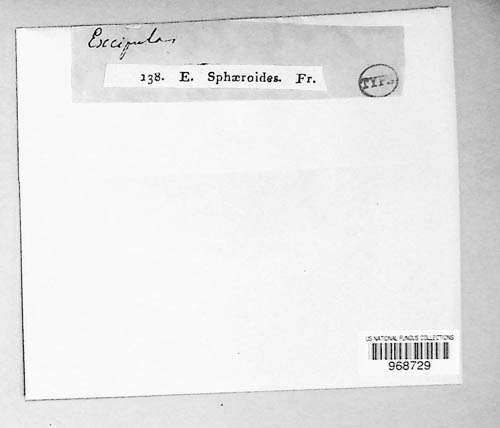 Excipula
138. E. Sphæroides. Fr.
TYPE
US NATIONAL FUNGUS COLLECTIONS
968729